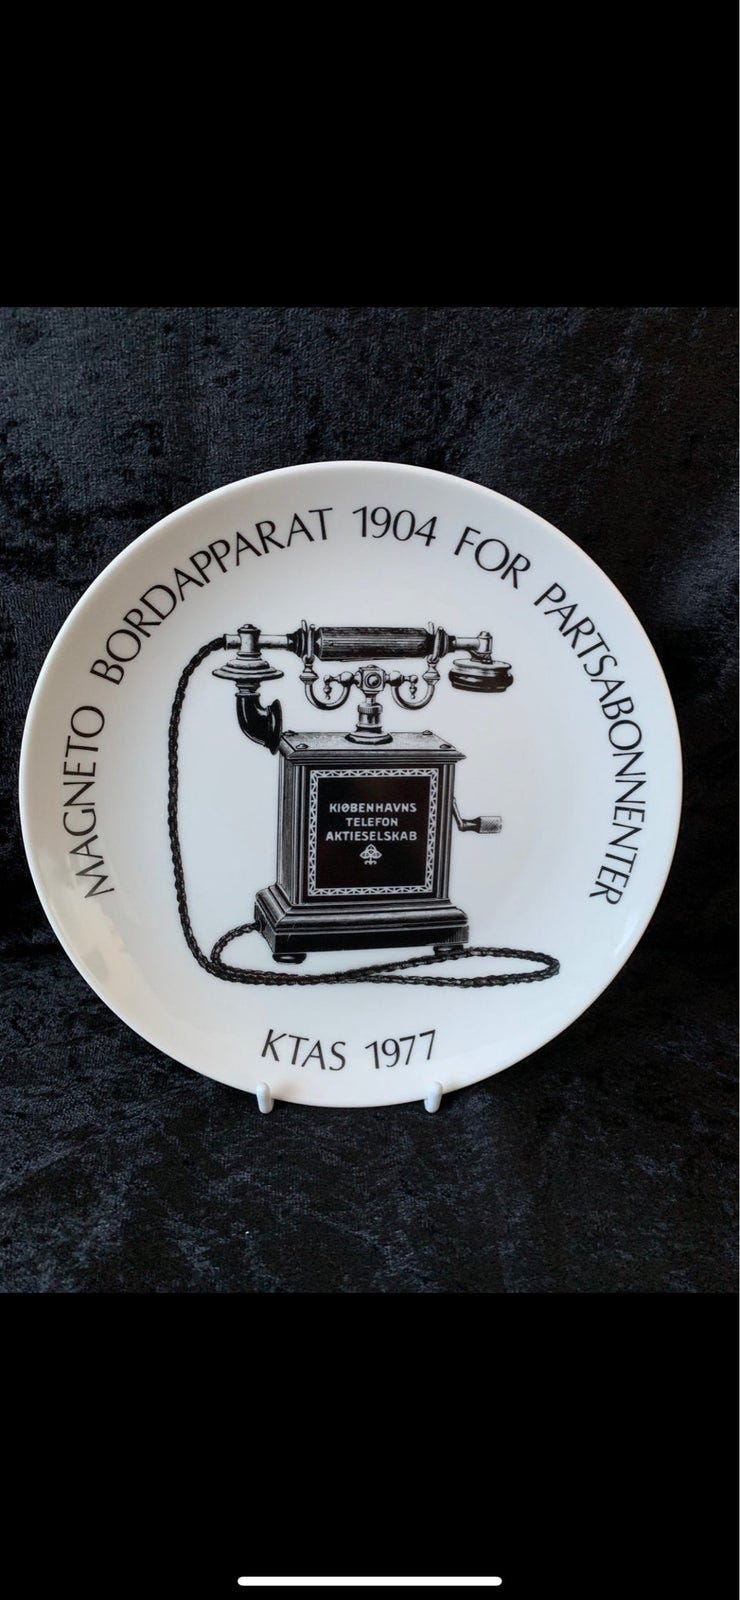 MAGNETO BORDAPPARAT 1904 FOR PARTSABONNENTER
KIØBENHAVNS
TELEFON
AKTIESELSKAB
KTAS 1977